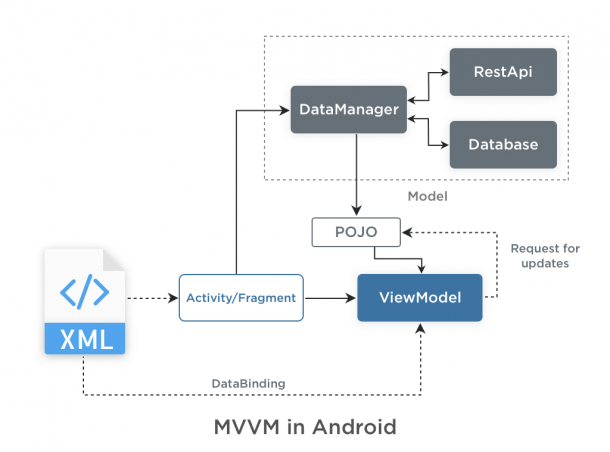 RestApi
DataManager
Database
Model
POJO
Request for
updates
Activity/Fragment
ViewModel
</>
XML
DataBinding
MVVM in Android